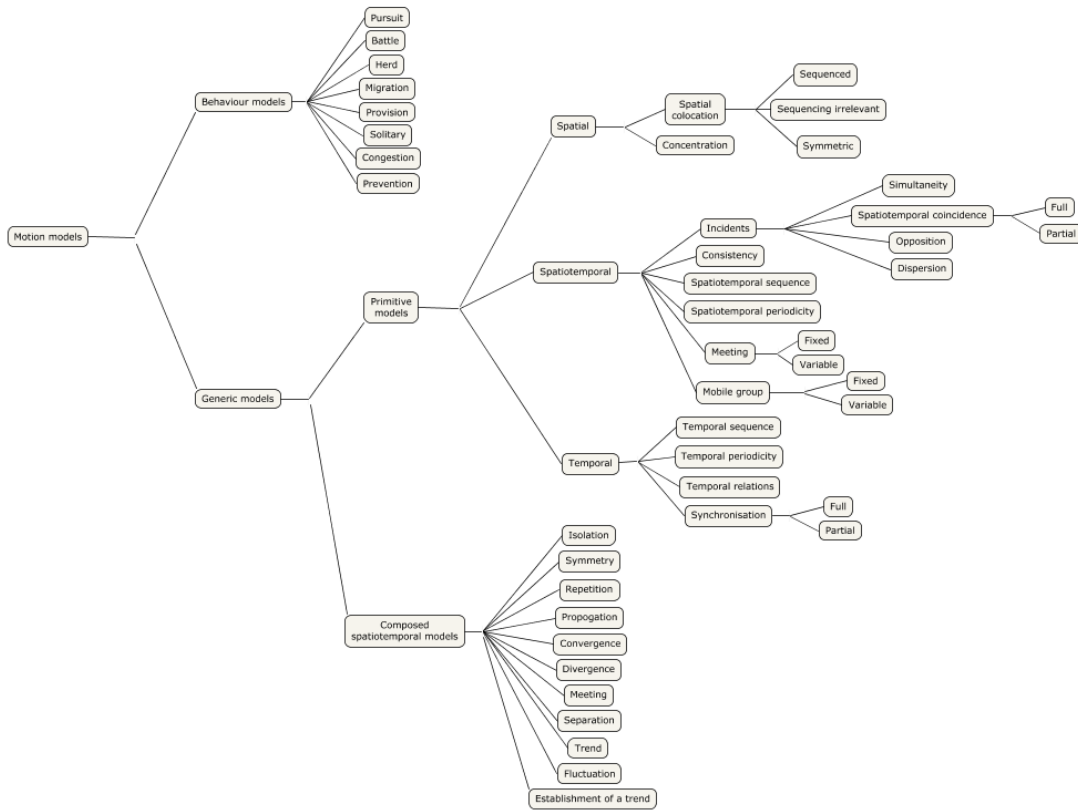 Motion models
Behaviour models
Pursuit
Battle
Herd
Migration
Provision
Solitary
Congestion
Prevention
Generic models
Primitive
models
Spatial
Spatial
colocation
Sequenced
Sequencing irrelevant
Symmetric
Concentration
Spatiotemporal
Incidents
Simultaneity
Spatiotemporal coincidence
Full
Partial
Opposition
Dispersion
Consistency
Spatiotemporal sequence
Spatiotemporal periodicity
Meeting
Fixed
Variable
Mobile group
Fixed
Variable
Temporal
Temporal sequence
Temporal periodicity
Temporal relations
Synchronisation
Full
Partial
Composed
spatiotemporal models
Isolation
Symmetry
Repetition
Propogation
Convergence
Divergence
Meeting
Separation
Trend
Fluctuation
Establishment of a trend